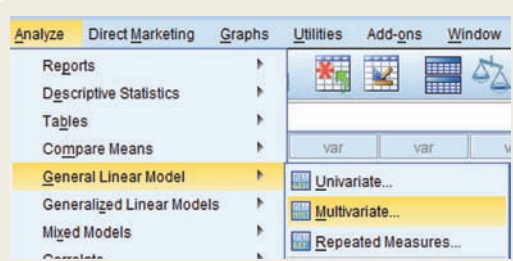 Analyze Direct Marketing Graphs Utilities Add-ons Window
Reports
Descriptive Statistics
Tables
Compare Means
var var
General Linear Model
Univariate...
Generalized Linear Models
Multivariate...
Mixed Models
Repeated Measures...
Correlate